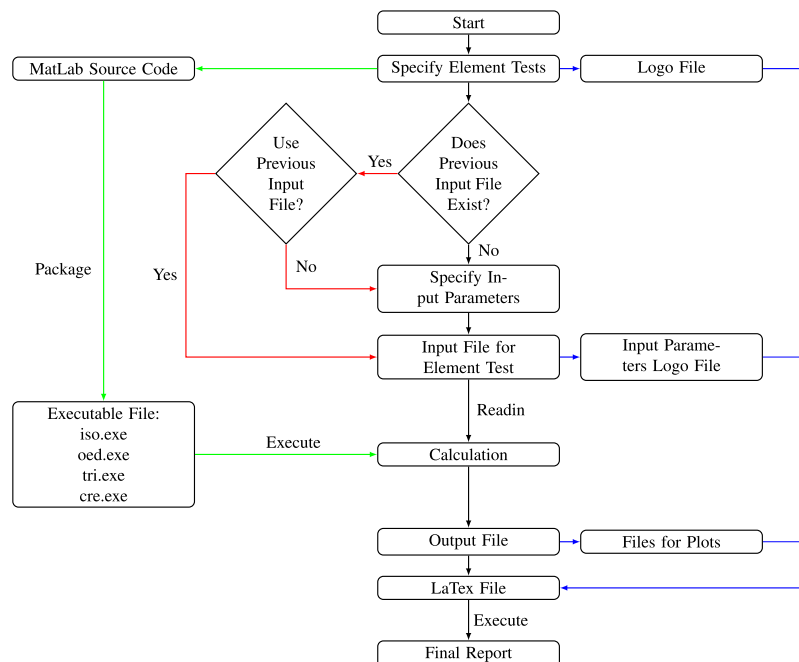 Start
MatLab Source Code
Specify Element Tests
Logo File
Use
Previous
Input
File?
Yes
Does
Previous
Input File
Exist?
No
No
Package
Yes
Specify In-
put Parameters
Input File for
Element Test
Input Parame-
ters Logo File
Readin
Executable File:
iso.exe
oed.exe
tri.exe
cre.exe
Execute
Calculation
Output File
Files for Plots
LaTex File
Execute
Final Report